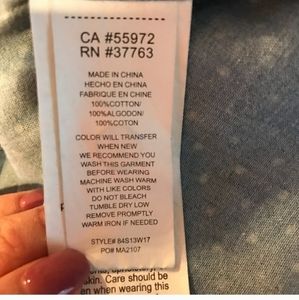 CA #55972
RN #37763
MADE IN CHINA
HECHO EN CHINA
FABRIQUE EN CHINE
100%COTTON/
100%ALGODON/
100%COTON
COLOR WILL TRANSFER
WHEN NEW
WE RECOMMEND YOU
WASH THIS GARMENT
BEFORE WEARING
MACHINE WASH WARM
WITH LIKE COLORS
DO NOT BLEACH
TUMBLE DRY LOW
REMOVE PROMPTLY
WARM IRON IF NEEDED
STYLE# 84S13W17
PO# MA2107
skin. Care should be
en when wearing this